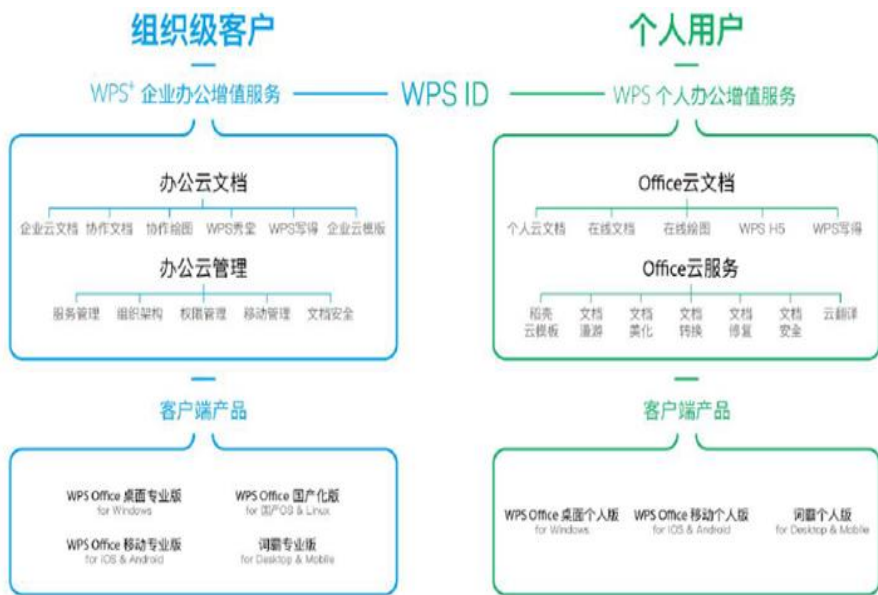 组织级客户
个人用户
WPS+ 企业办公增值服务
WPS ID
WPS 个人办公增值服务
办公云文档
企业云文档 协作文档 协作绘图 WPS秀堂 WPS写得 企业云模版
办公云管理
服务管理 组织架构 权限管理 移动管理 文档安全
Office云文档
个人云文档 在线文档 在线绘图 WPS H5 WPS写得
Office云服务
稻壳 文档 文档 文档 文档 文档 云翻译
云模板 漫游 美化 转换 修复 安全
客户端产品
WPS Office 桌面专业版 WPS Office 国产化版
for Windows for 国产OS & Linux
WPS Office 移动专业版 词霸专业版
for iOS & Android for Desktop & Mobile
客户端产品
WPS Office 桌面个人版 WPS Office 移动个人版 词霸个人版
for Windows for iOS & Android for Desktop & Mobile